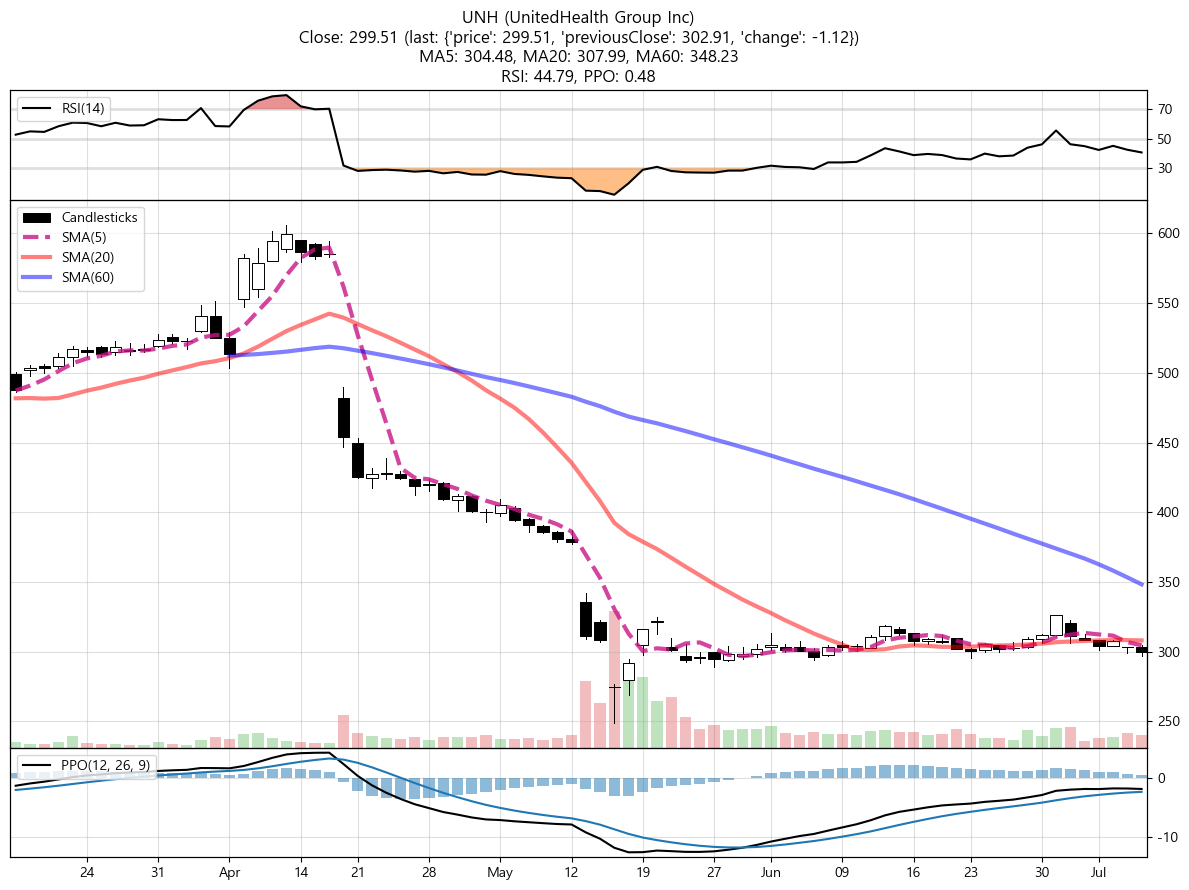 UNH (UnitedHealth Group Inc)
Close: 299.51 (last: {'price': 299.51, 'previousClose': 302.91, 'change': -1.12})
MA5: 304.48, MA20: 307.99, MA60: 348.23
RSI: 44.79, PPO: 0.48
RSI(14)
70
50
30
Candlesticks
SMA(5)
SMA(20)
SMA(60)
600
550
500
450
400
350
300
250
PPO(12, 26, 9)
0
-10
24 31 Apr 14 21 28 May 12 19 27 Jun 09 16 23 30 Jul